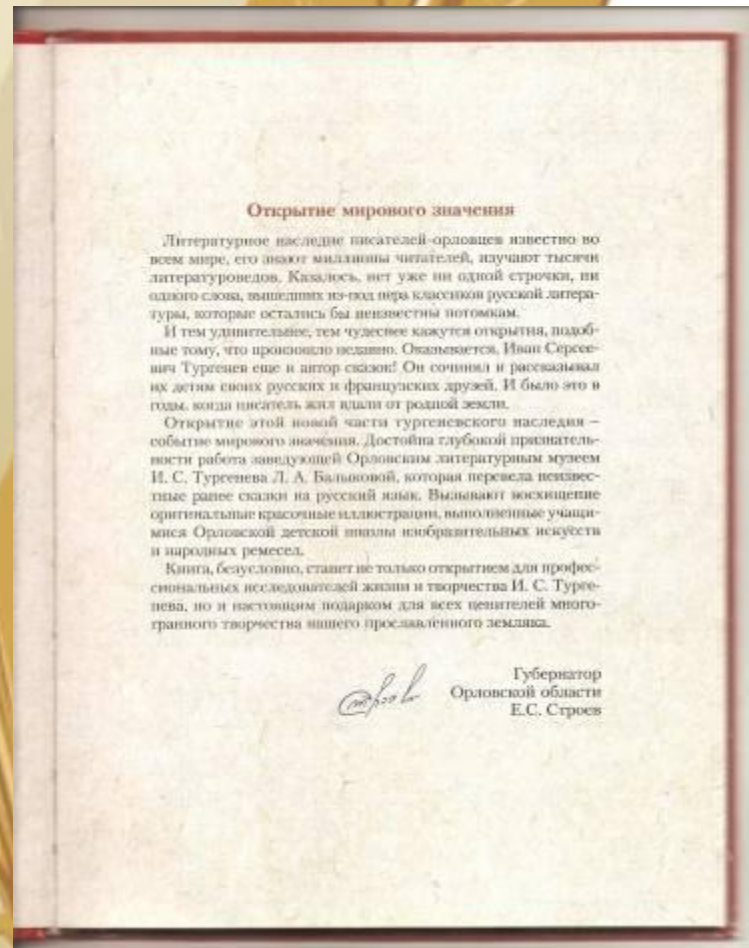 Открытие мирового значения
Литературное наследие писателей-орловцев известно во
всем мире, его знают миллионы читателей, изучают тысячи
литературоведов. Казалось, нет уже ни одной строчки, ни
одного слова, вышедших из-под пера классиков русской литера-
туры, которые остались бы неизвестны потомкам.
И тем удивительнее, тем чудеснее кажутся открытия, подоб-
ные тому, что произошло недавно. Оказывается, Иван Сергее-
вич Тургенев еще и автор сказок! Он сочинял и рассказывал
их детям своих русских и французских друзей. И было это в
годы, когда писатель жил вдали от родной земли.
Открытие этой новой части тургеневского наследия –
событие мирового значения. Достойна глубокой признатель-
ности работа заведующей Орловским литературным музеем
И. С. Тургенева Л. А. Балыковой, которая перевела неизвес-
тные ранее сказки на русский язык. Вызывают восхищение
оригинальные красочные иллюстрации, выполненные учащи-
мися Орловской детской школы изобразительных искусств
и народных ремесел.
Книга, безусловно, станет не только открытием для профес-
сиональных исследователей жизни и творчества И. С. Турге-
нева, но и настоящим подарком для всех ценителей много-
гранного творчества нашего прославленного земляка.
Губернатор
Орловской области
Е.С. Строев